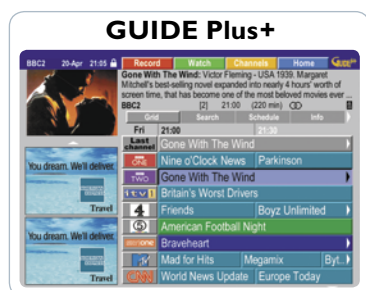 GUIDE Plus+
BBC2 20-Apr 21:05 Record Watch Channels Home GUIDE
Gone With The Wind: Victor Fleming - USA 1939. Margaret
Mitchell's best-selling novel expanded into nearly 4 hours' worth of
screen time, that has become one of the most beloved movies ever ...
BBC2 [2] 21:00 (220 min)
Grid Search Schedule Info
Fri 21:00 21:30
Last channel Gone With The Wind
ONE Nine o'Clock News Parkinson
TWO Gone With The Wind
itv1 Britain's Worst Drivers
4 Friends Boyz Unlimited
5 American Football Night
one Braveheart
Mad for Hits Megamix Byt..
CNN World News Update Europe Today
You dream. We'll deliver.
Travel
You dream. We'll deliver.
Travel